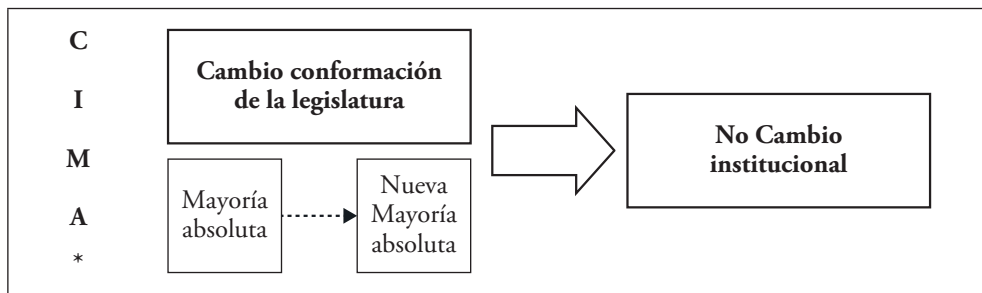 C
I
M
A
*
Cambio conformación
de la legislatura
Mayoría
absoluta
Nueva
Mayoría
absoluta
No Cambio
institucional